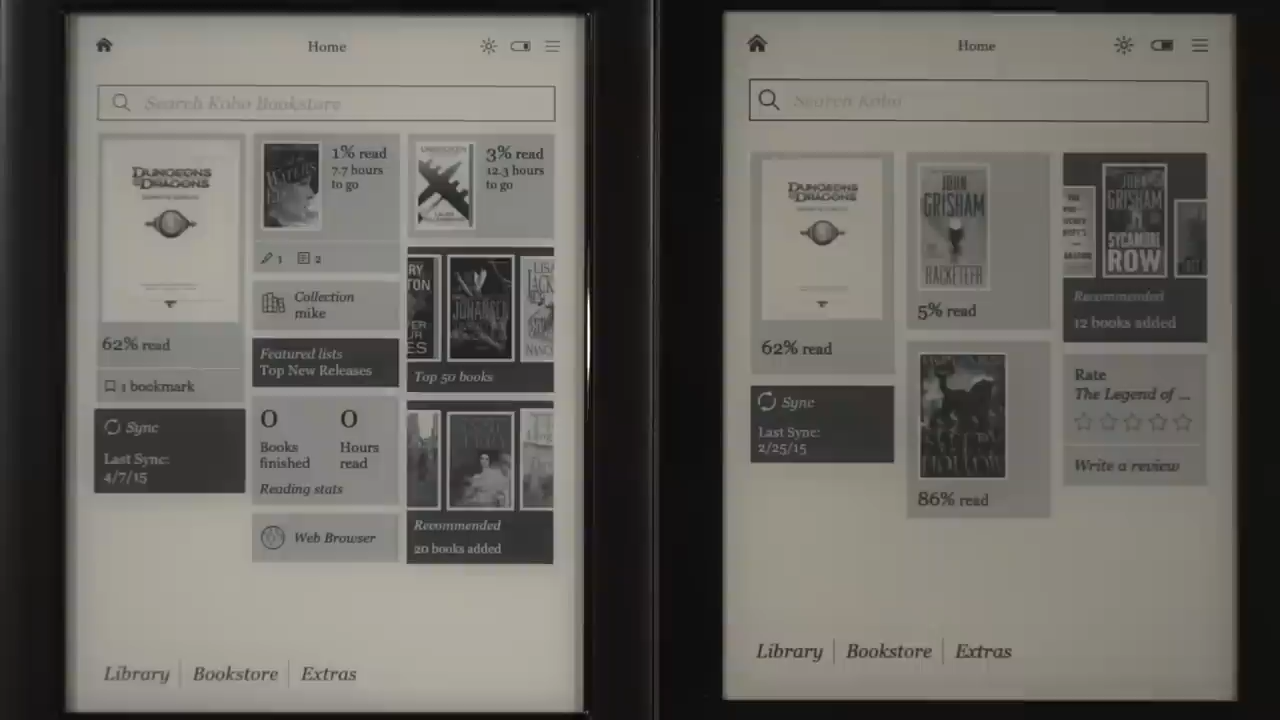 Home
Search Kobo Bookstore
DUNGEONS
& DRAGONS
62% read
1 bookmark
Sync
Last Sync:
4/7/15
1% read
7.7 hours
to go
1
2
Collection
mike
Featured lists
Top New Releases
0
0
Books
finished
Hours
read
Reading stats
Web Browser
3% read
12.3 hours
to go
JOHANSEN
Top 50 books
Recommended
20 books added
Library
Bookstore
Extras
Home
Search Kobo
DUNGEONS
& DRAGONS
62% read
Sync
Last Sync:
2/25/15
JOHN
GRISHAM
RACKETEER
5% read
86% read
JOHN
GRISHAM
SYCAMORE
ROW
Recommended
12 books added
Rate
The Legend of ...
Write a review
Library
Bookstore
Extras